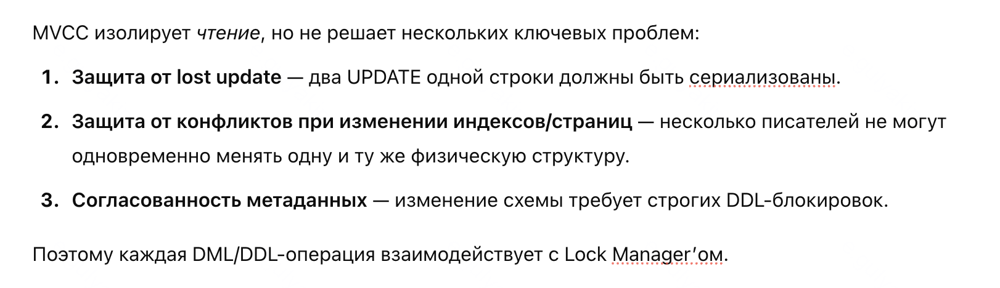 MVCC изолирует чтение, но не решает нескольких ключевых проблем:
1. Защита от lost update — два UPDATE одной строки должны быть сериализованы.
2. Защита от конфликтов при изменении индексов/страниц — несколько писателей не могут
одновременно менять одну и ту же физическую структуру.
3. Согласованность метаданных — изменение схемы требует строгих DDL-блокировок.
Поэтому каждая DML/DDL-операция взаимодействует с Lock Manager’ом.